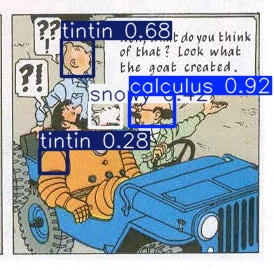 ??
!
tintin 0.68
do you think
of that? Look what
the goat created.
?!
calculus 0.92
tintin 0.28